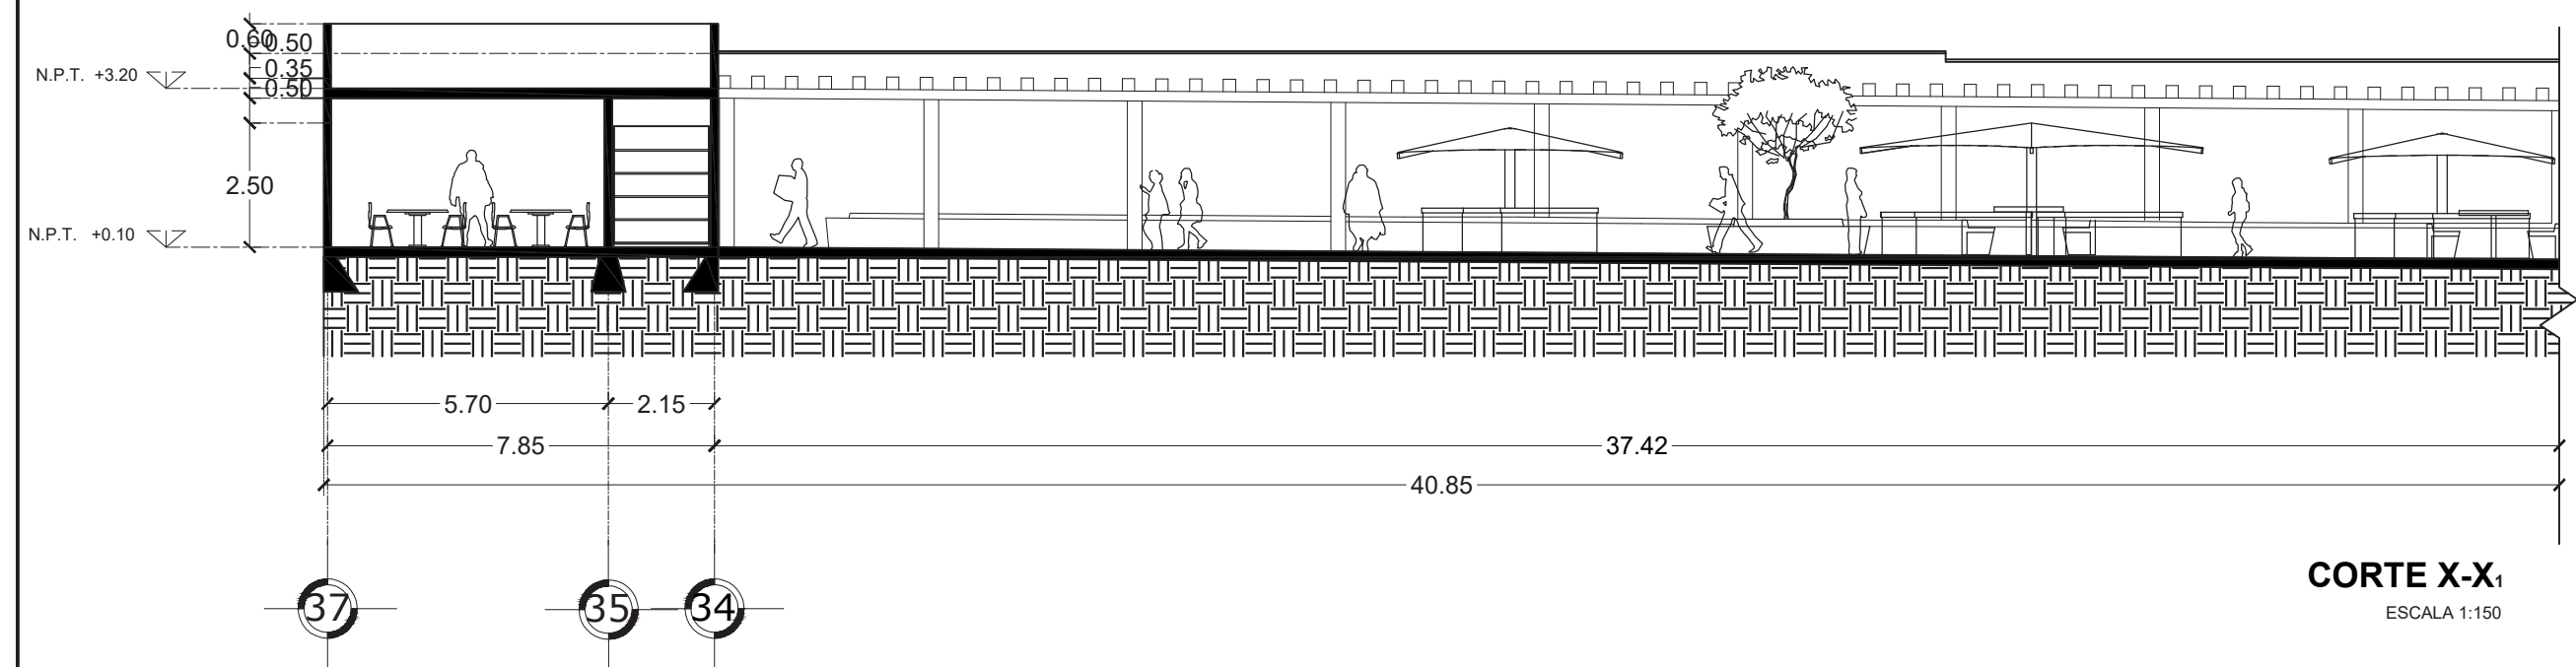 0.60
0.50
0.35
N.P.T. +3.20
0.50
2.50
N.P.T. +0.10
5.70 2.15
7.85 37.42
40.85
37 35 34
CORTE X-X1
ESCALA 1:150